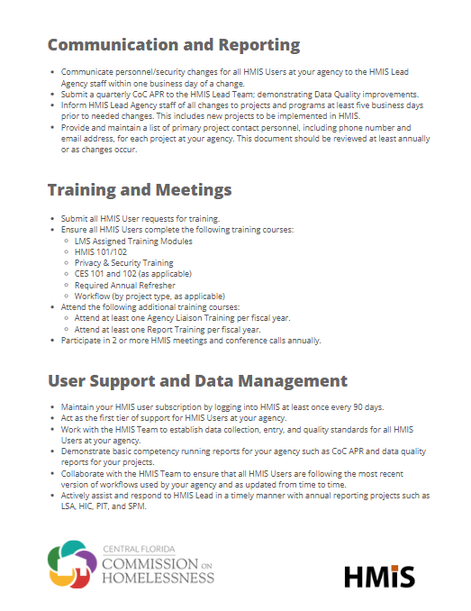 Communication and Reporting
• Communicate personnel/security changes for all HMIS Users at your agency to the HMIS Lead
Agency staff within one business day of a change.
• Submit a quarterly CoC APR to the HMIS Lead Team; demonstrating Data Quality improvements.
• Inform HMIS Lead Agency staff of all changes to projects and programs at least five business days
prior to needed changes. This includes new projects to be implemented in HMIS.
• Provide and maintain a list of primary project contact personnel, including phone number and
email address, for each project at your agency. This document should be reviewed at least annually
or as changes occur.
Training and Meetings
• Submit all HMIS User requests for training.
• Ensure all HMIS Users complete the following training courses:
○ LMS Assigned Training Modules
○ HMIS 101/102
○ Privacy & Security Training
○ CES 101 and 102 (as applicable)
○ Required Annual Refresher
○ Workflow (by project type, as applicable)
• Attend the following additional training courses:
○ Attend at least one Agency Liaison Training per fiscal year.
○ Attend at least one Report Training per fiscal year.
• Participate in 2 or more HMIS meetings and conference calls annually.
User Support and Data Management
• Maintain your HMIS user subscription by logging into HMIS at least once every 90 days.
• Act as the first tier of support for HMIS Users at your agency.
• Work with the HMIS Team to establish data collection, entry, and quality standards for all HMIS
Users at your agency.
• Demonstrate basic competency running reports for your agency such as CoC APR and data quality
reports for your projects.
• Collaborate with the HMIS Team to ensure that all HMIS Users are following the most recent
version of workflows used by your agency and as updated from time to time.
• Actively assist and respond to HMIS Lead in a timely manner with annual reporting projects such as
LSA, HIC, PIT, and SPM.
CENTRAL FLORIDA
COMMISSION ON
HOMELESSNESS
HMIS